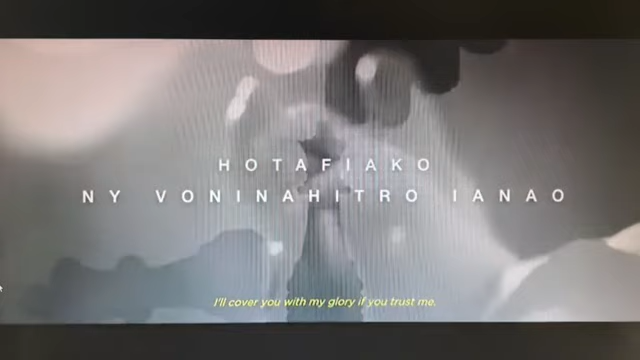 HOTAFIAKO
NY VONINAHITRO IANAO
I'll cover you with my glory if you trust me.